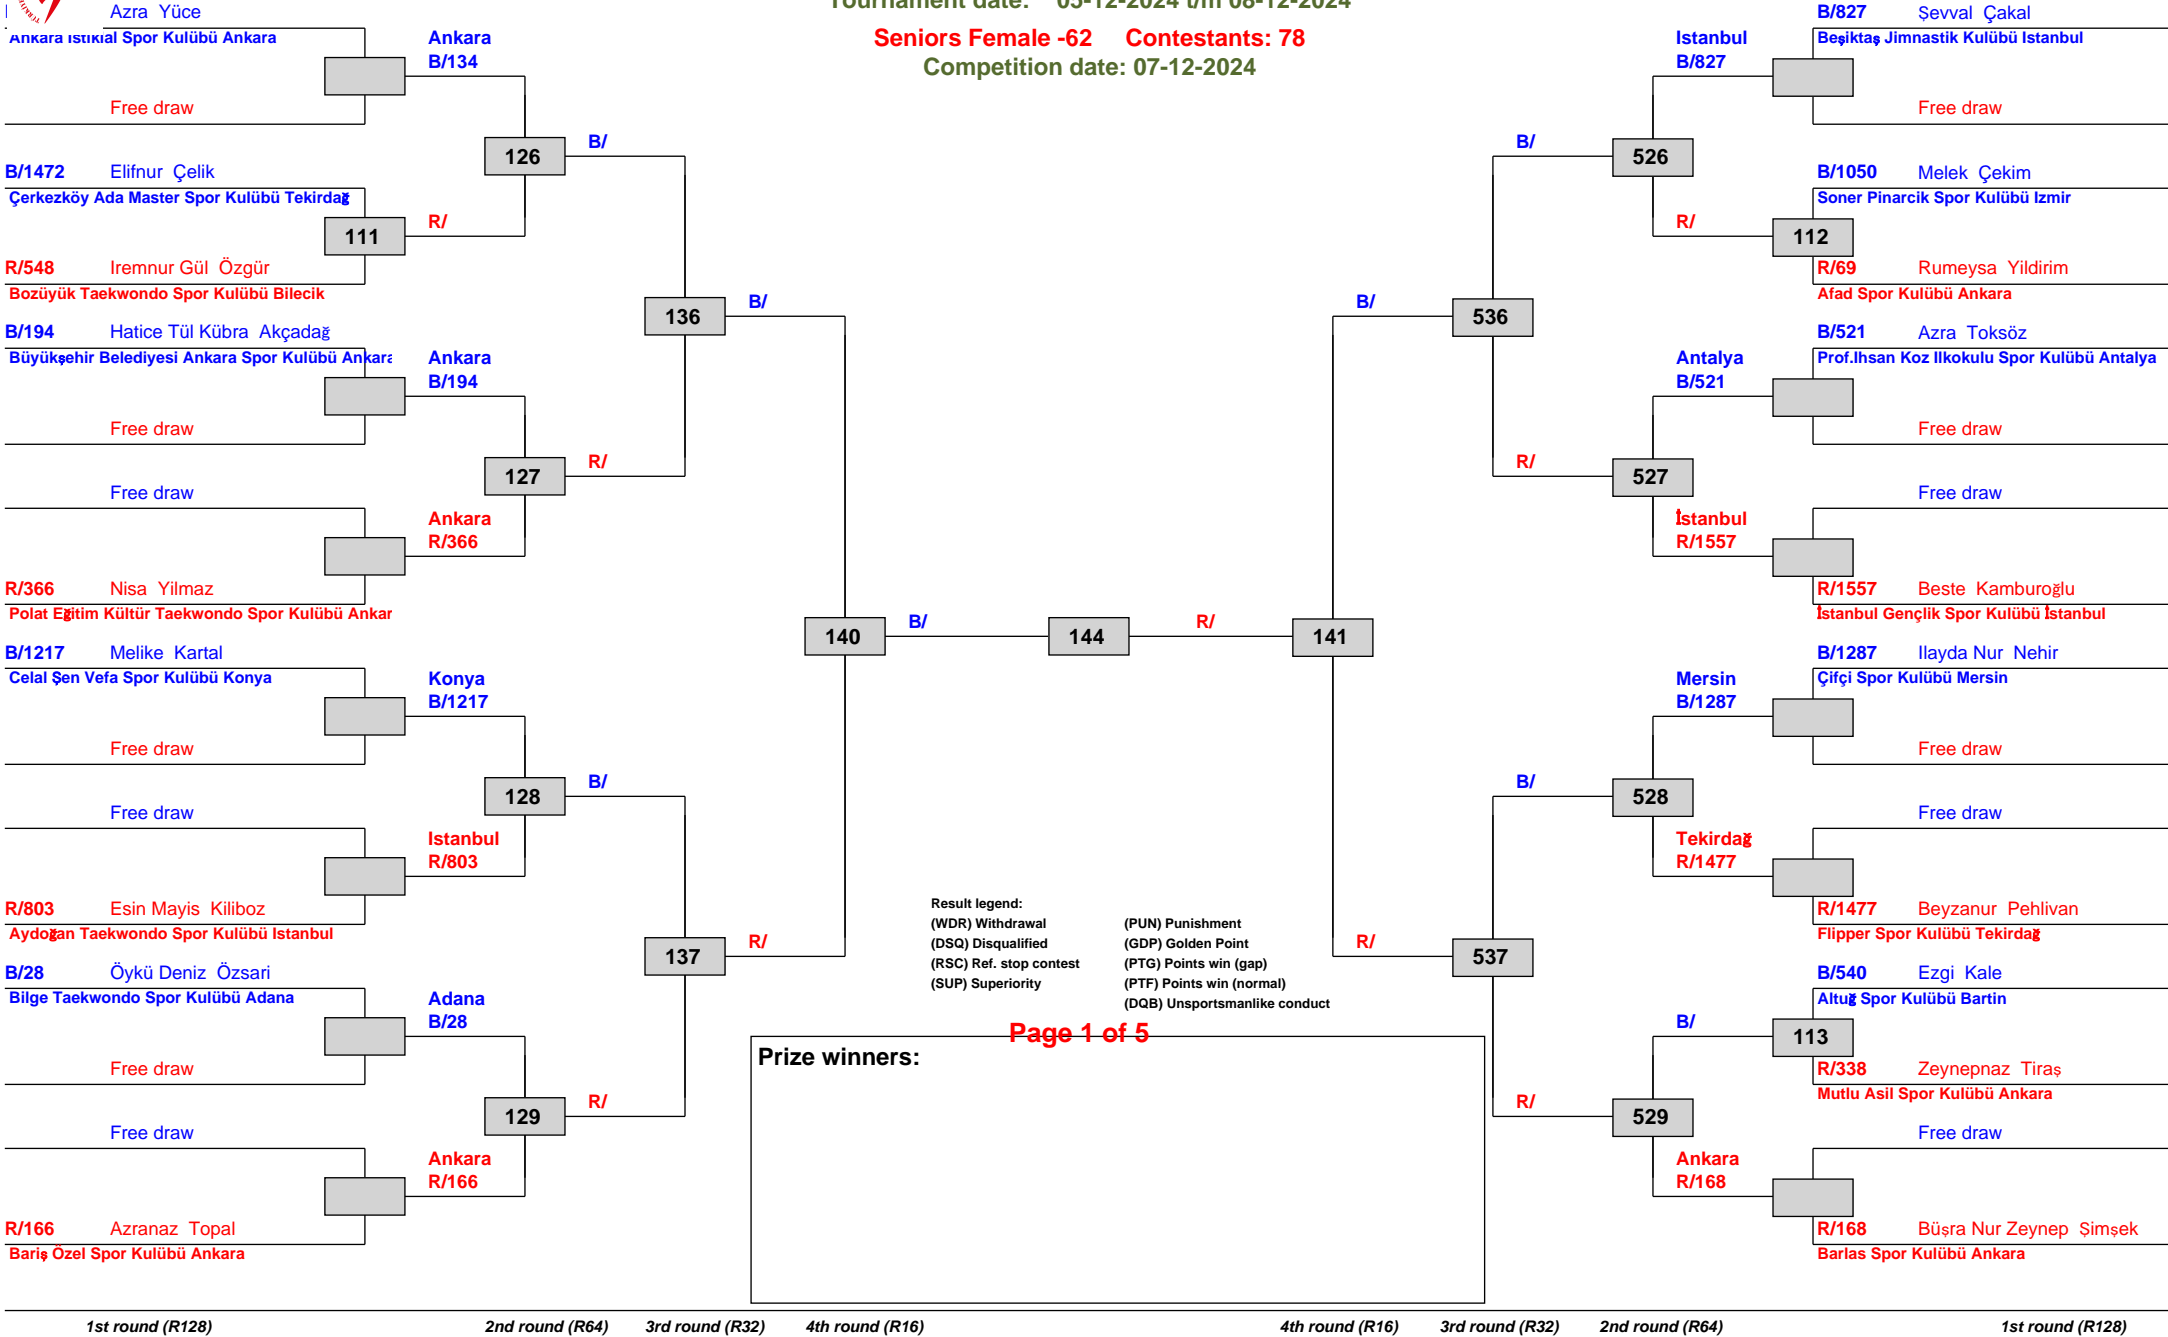 Tournament date: 05-12-2024 t/m 08-12-2024
Seniors Female -62 Contestants: 78
Competition date: 07-12-2024
Azra Yüce
Ankara Istiklal Spor Kulübü Ankara
Ankara
B/134
Free draw
126
B/
B/1472 Elifnur Çelik
Çerkezköy Ada Master Spor Kulübü Tekirdağ
111
R/
R/548 Iremnur Gül Özgür
Bozüyük Taekwondo Spor Kulübü Bilecik
136
B/
B/194 Hatice Tül Kübra Akçadağ
Büyükşehir Belediyesi Ankara Spor Kulübü Ankara
Ankara
B/194
Free draw
127
R/
Free draw
Ankara
R/366
R/366 Nisa Yilmaz
Polat Eğitim Kültür Taekwondo Spor Kulübü Ankar
140
B/
144
R/
141
B/1217 Melike Kartal
Celal Şen Vefa Spor Kulübü Konya
Konya
B/1217
Free draw
128
B/
Free draw
Istanbul
R/803
R/803 Esin Mayis Kiliboz
Aydoğan Taekwondo Spor Kulübü Istanbul
137
R/
B/28 Öykü Deniz Özsari
Bilge Taekwondo Spor Kulübü Adana
Adana
B/28
Free draw
129
R/
Free draw
Ankara
R/166
R/166 Azranaz Topal
Bariş Özel Spor Kulübü Ankara
B/827 Şevval Çakal
Beşiktaş Jimnastik Kulübü Istanbul
Istanbul
B/827
Free draw
B/
526
B/1050 Melek Çekim
Soner Pinarcik Spor Kulübü Izmir
R/
112
R/69 Rumeysa Yildirim
Afad Spor Kulübü Ankara
B/
536
B/521 Azra Toksöz
Prof.Ihsan Koz Ilkokulu Spor Kulübü Antalya
Antalya
B/521
Free draw
R/
527
Free draw
İstanbul
R/1557
R/1557 Beste Kamburoğlu
İstanbul Gençlik Spor Kulübü İstanbul
B/1287 Ilayda Nur Nehir
Çifçi Spor Kulübü Mersin
Mersin
B/1287
Free draw
B/
528
Free draw
Tekirdağ
R/1477
R/1477 Beyzanur Pehlivan
Flipper Spor Kulübü Tekirdağ
R/
537
B/540 Ezgi Kale
Altuğ Spor Kulübü Bartin
B/
113
R/338 Zeynepnaz Tiraş
Mutlu Asil Spor Kulübü Ankara
R/
529
Free draw
Ankara
R/168
R/168 Büşra Nur Zeynep Şimşek
Barlas Spor Kulübü Ankara
Result legend:
(WDR) Withdrawal (PUN) Punishment
(DSQ) Disqualified (GDP) Golden Point
(RSC) Ref. stop contest (PTG) Points win (gap)
(SUP) Superiority (PTF) Points win (normal)
(DQB) Unsportsmanlike conduct
Page 1 of 5
Prize winners:
1st round (R128) 2nd round (R64) 3rd round (R32) 4th round (R16) 4th round (R16) 3rd round (R32) 2nd round (R64) 1st round (R128)